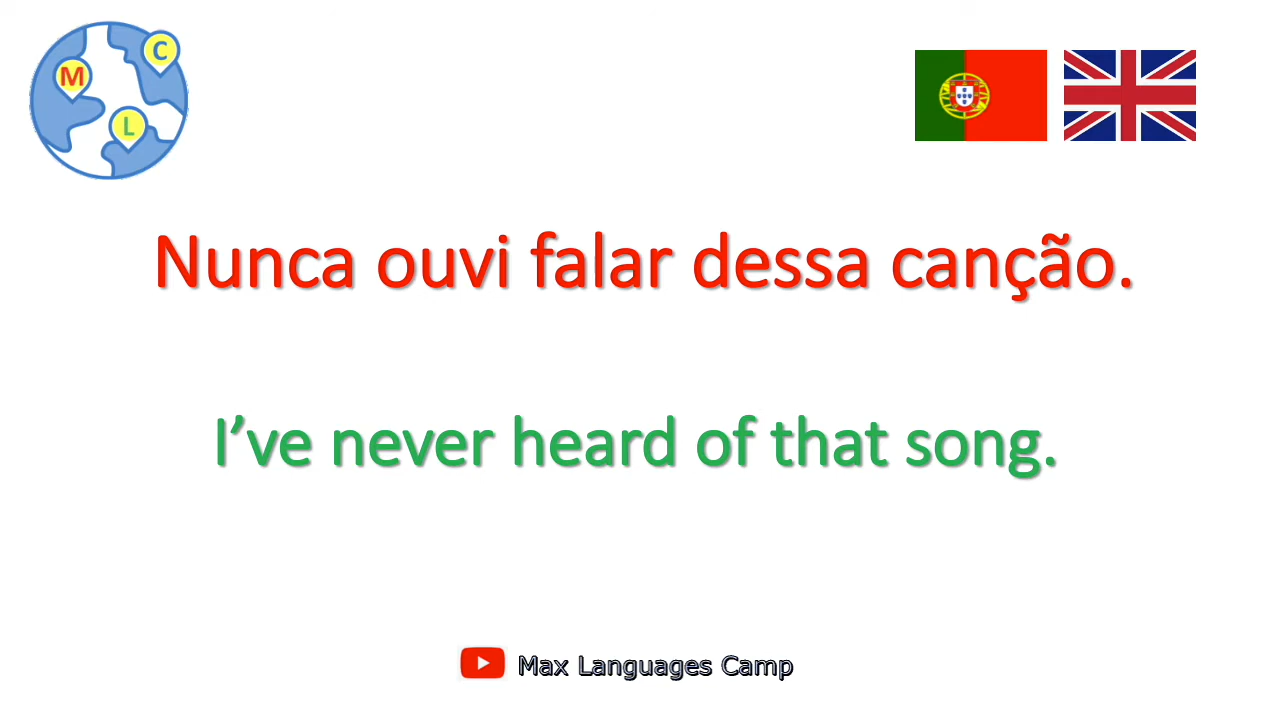 M
C
L
Nunca ouvi falar dessa canção.
I’ve never heard of that song.
Max Languages Camp